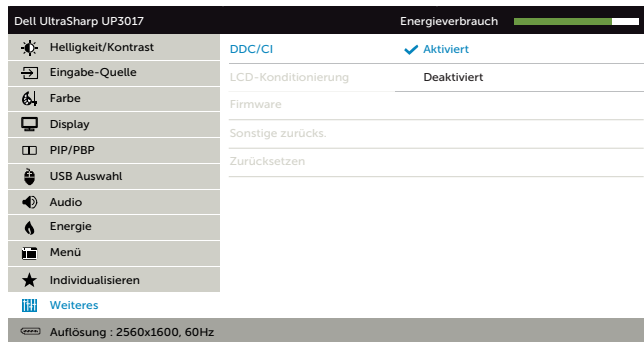 Dell UltraSharp UP3017 Energieverbrauch
Helligkeit/Kontrast DDC/CI Aktiviert
Eingabe-Quelle LCD-Konditionierung Deaktiviert
Farbe Firmware
Display Sonstige zurücks.
PIP/PBP Zurücksetzen
USB Auswahl
Audio
Energie
Menü
Individualisieren
Weiteres
Auflösung : 2560x1600, 60Hz